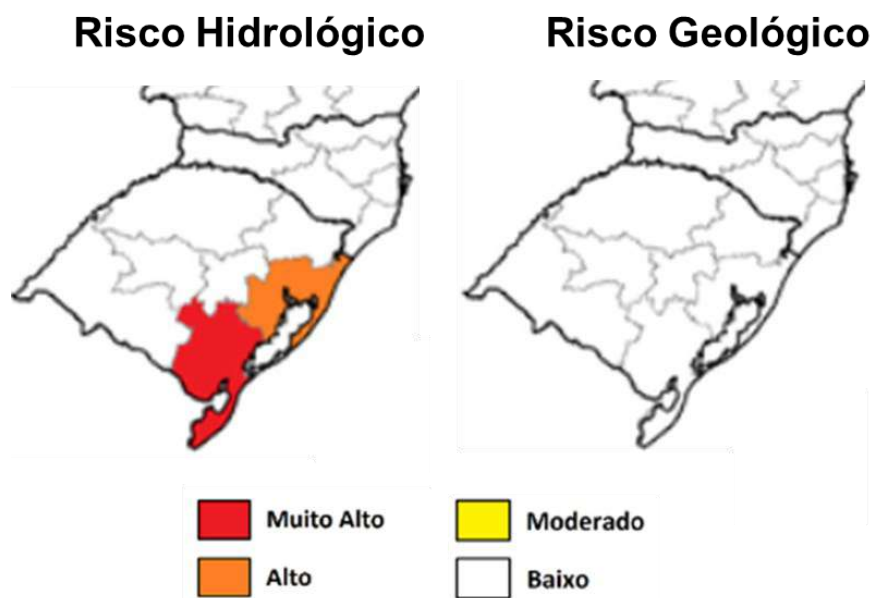 Risco Hidrológico
Risco Geológico
Muito Alto
Moderado
Alto
Baixo